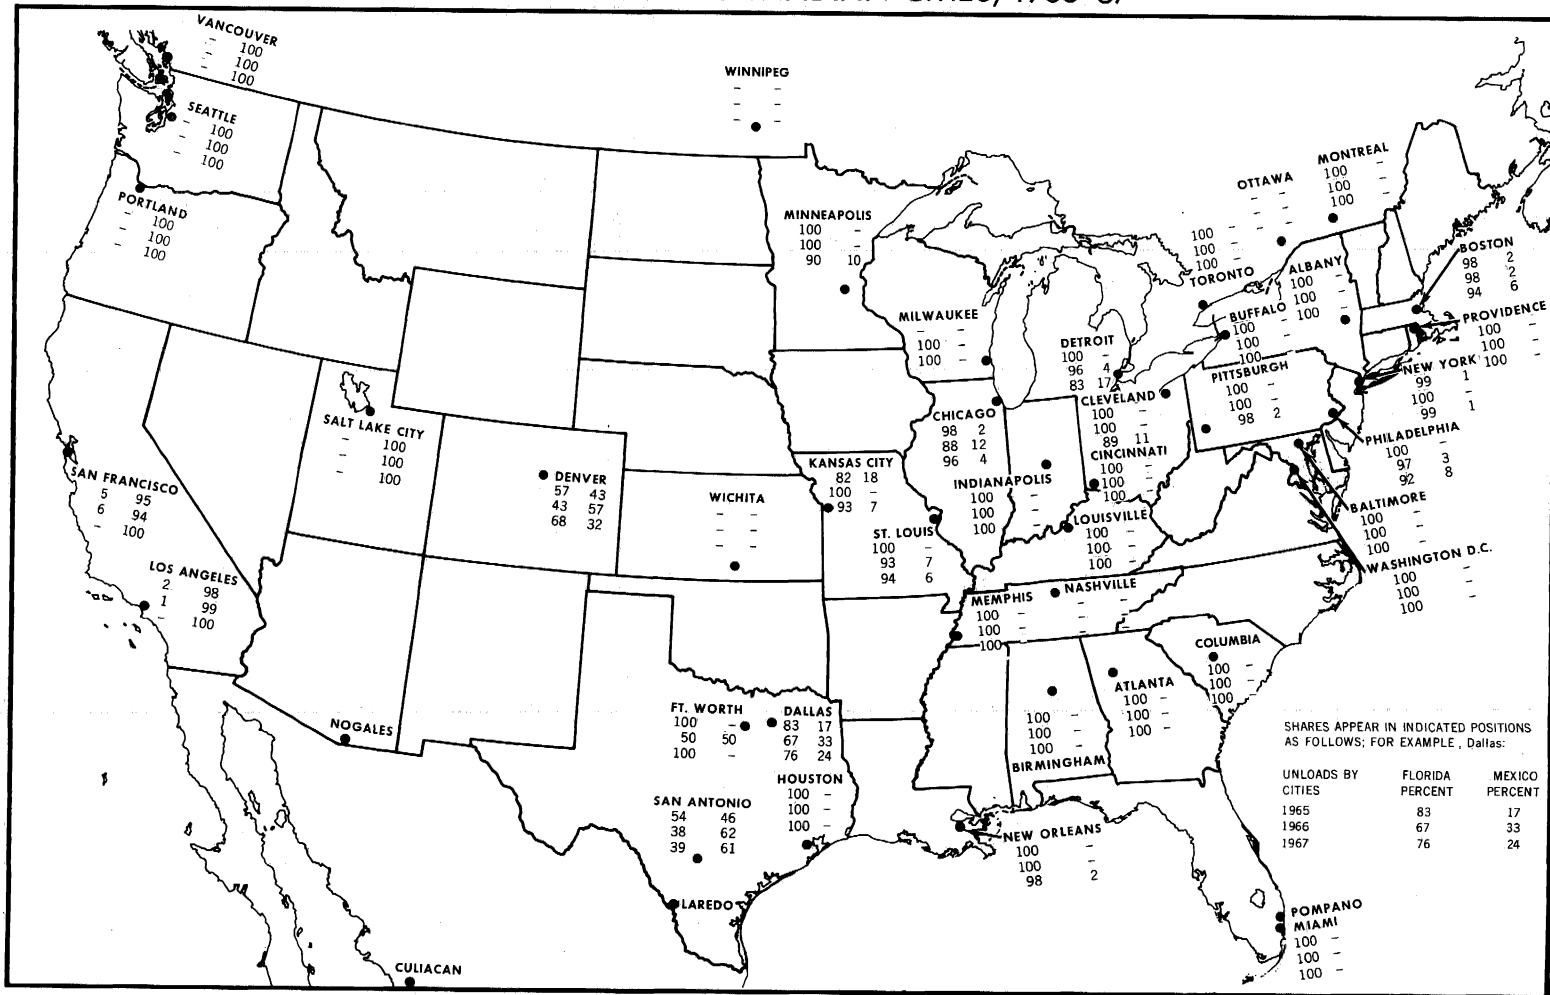 CITIES, 1965-67
VANCOUVER
- 100
- 100
- 100
SEATTLE
- 100
- 100
- 100
PORTLAND
- 100
- 100
- 100
WINNIPEG
- -
- -
- -
MINNEAPOLIS
100 -
100 -
90 10
MILWAUKEE
- -
100 -
100 -
OTTAWA
- -
- -
- -
MONTREAL
100 -
100 -
100 -
100 -
100 -
100 -
TORONTO
ALBANY
100 -
100 -
100 -
BUFFALO
100 -
100 -
100 -
BOSTON
98 2
98 2
94 6
PROVIDENCE
100 -
100 -
100 -
DETROIT
100 -
96 4
83 17
CLEVELAND
100 -
100 -
89 11
PITTSBURGH
100 -
100 -
98 2
NEW YORK
99 1
100 -
99 1
PHILADELPHIA
100 -
97 3
92 8
CHICAGO
98 2
88 12
96 4
CINCINNATI
100 -
100 -
100 -
INDIANAPOLIS
100 -
100 -
100 -
BALTIMORE
100 -
100 -
100 -
WASHINGTON D.C.
100 -
100 -
100 -
SALT LAKE CITY
- 100
- 100
- 100
DENVER
57 43
43 57
68 32
SAN FRANCISCO
5 95
6 94
- 100
LOS ANGELES
2 98
1 99
- 100
WICHITA
- -
- -
- -
KANSAS CITY
82 18
100 -
93 7
ST. LOUIS
100 -
93 7
94 6
LOUISVILLE
100 -
100 -
100 -
MEMPHIS
100 -
100 -
100 -
NASHVILLE
- -
- -
- -
COLUMBIA
100 -
100 -
100 -
ATLANTA
100 -
100 -
100 -
100 -
100 -
100 -
BIRMINGHAM
NOGALES
FT. WORTH
100 -
50 50
100 -
DALLAS
83 17
67 33
76 24
HOUSTON
100 -
100 -
100 -
SAN ANTONIO
54 46
38 62
39 61
NEW ORLEANS
100 -
100 -
98 2
LAREDO
CULIACAN
POMPANO
MIAMI
100 -
100 -
100 -
SHARES APPEAR IN INDICATED POSITIONS
AS FOLLOWS; FOR EXAMPLE, Dallas:
UNLOADS BY FLORIDA MEXICO
CITIES PERCENT PERCENT
1965 83 17
1966 67 33
1967 76 24